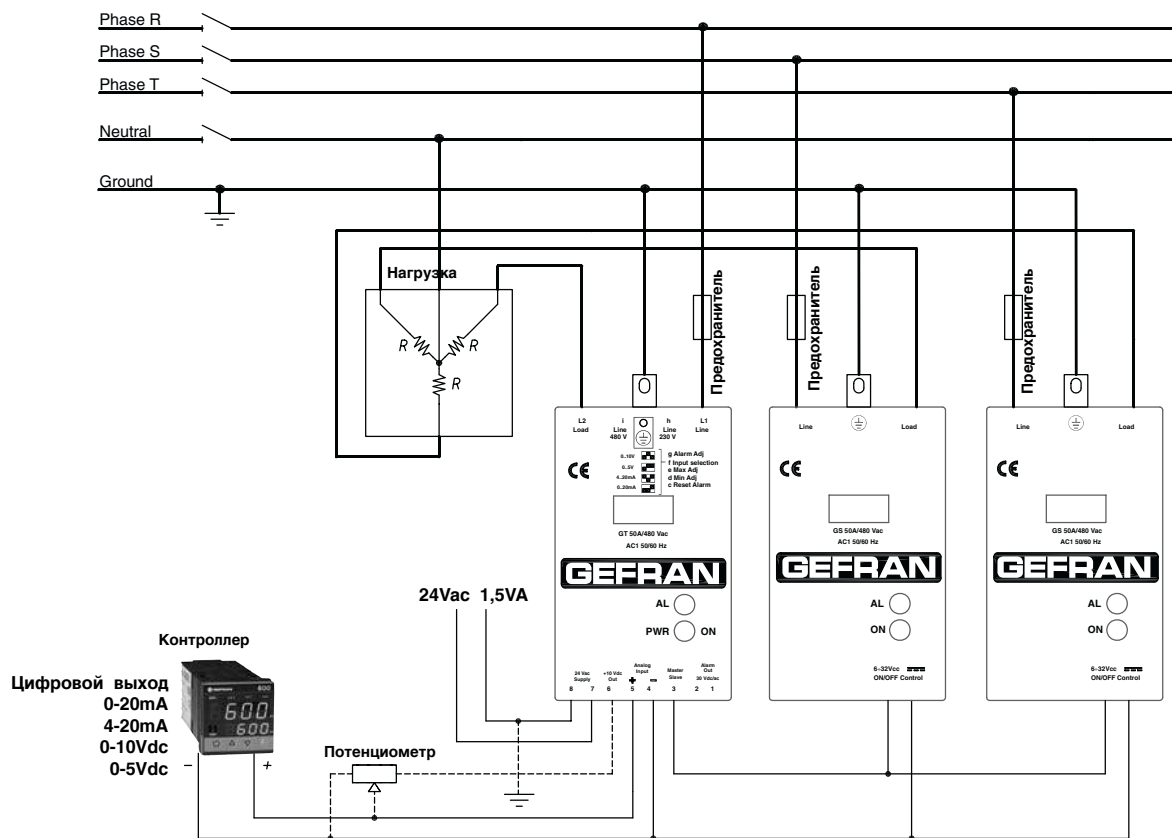 Phase R
Phase S
Phase T
Neutral
Ground
Нагрузка
R
R
R
Предохранитель
Предохранитель
Предохранитель
L2
Load
i
Line
480 V
h
Line
230 V
L1
Line
0..10V
0..5V
4..20mA
0..20mA
g Alarm Adj
f Input selection
e Max Adj
d Min Adj
c Reset Alarm
CE
GT 50A/480 Vac
AC1 50/60 Hz
GEFRAN
AL
PWR
ON
24 Vac
Supply
+10 Vdc
Out
Analog
Input
+
–
Master
Slave
Alarm
Out
30 Vdc/ac
8
7
6
5
4
3
2
1
Line
Load
CE
GS 50A/480 Vac
AC1 50/60 Hz
GEFRAN
AL
ON
6-32Vcc
ON/OFF Control
Line
Load
CE
GS 50A/480 Vac
AC1 50/60 Hz
GEFRAN
AL
ON
6-32Vcc
ON/OFF Control
24Vac 1,5VA
Контроллер
Цифровой выход
0-20mA
4-20mA
0-10Vdc
0-5Vdc
600
600
600
–
+
Потенциометр